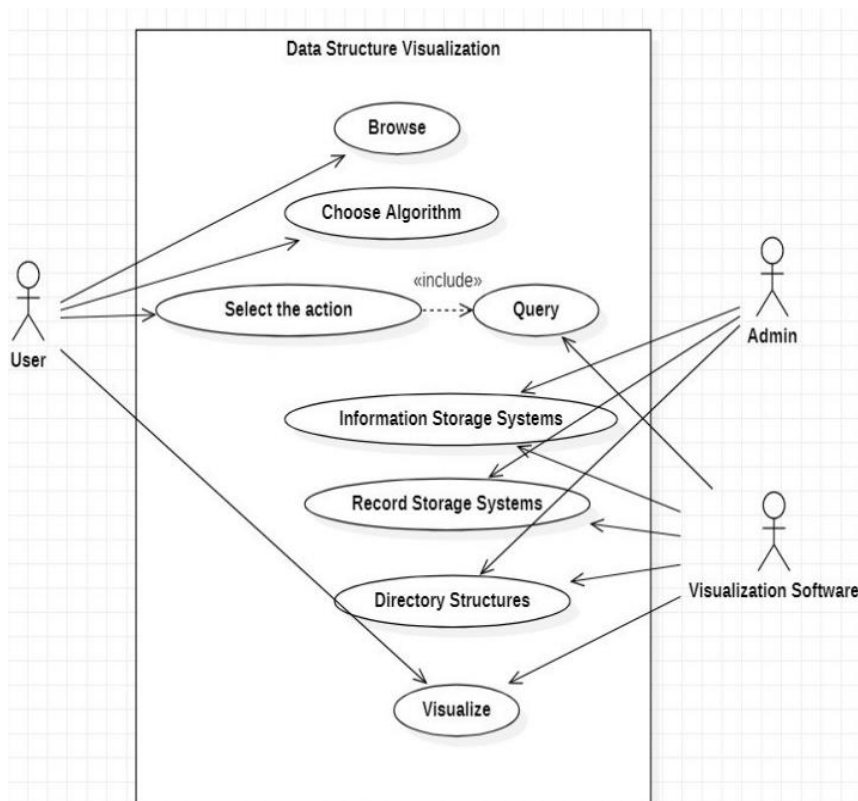 Data Structure Visualization
Browse
Choose Algorithm
«include»
Select the action
Query
User
Admin
Information Storage Systems
Record Storage Systems
Visualization Software
Directory Structures
Visualize